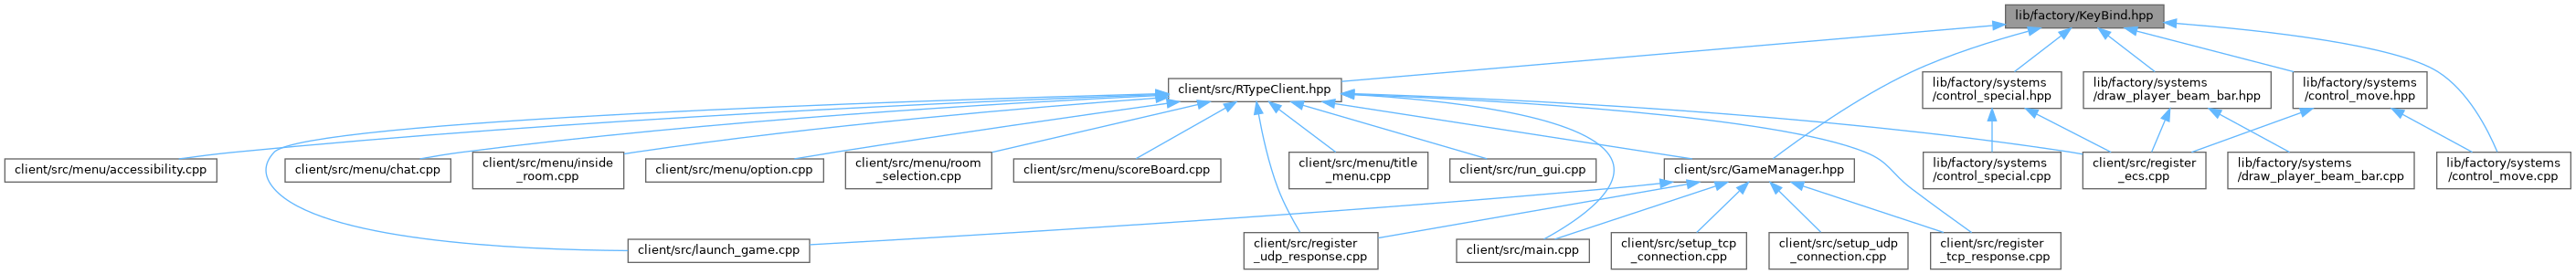 lib/factory/KeyBind.hpp
client/src/RTypeClient.hpp
lib/factory/systems
/control_special.hpp
lib/factory/systems
/draw_player_beam_bar.hpp
lib/factory/systems
/control_move.hpp
client/src/menu/accessibility.cpp
client/src/menu/chat.cpp
client/src/menu/inside
_room.cpp
client/src/menu/option.cpp
client/src/menu/room
_selection.cpp
client/src/menu/scoreBoard.cpp
client/src/menu/title
_menu.cpp
client/src/run_gui.cpp
client/src/GameManager.hpp
lib/factory/systems
/control_special.cpp
client/src/register
_ecs.cpp
lib/factory/systems
/draw_player_beam_bar.cpp
lib/factory/systems
/control_move.cpp
client/src/launch_game.cpp
client/src/register
_udp_response.cpp
client/src/main.cpp
client/src/setup_tcp
_connection.cpp
client/src/setup_udp
_connection.cpp
client/src/register
_tcp_response.cpp